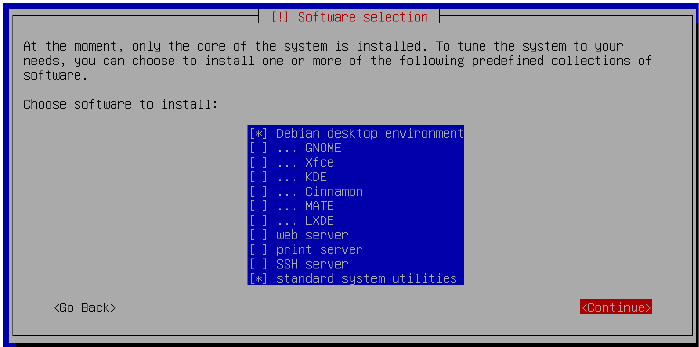 [!] Software selection
At the moment, only the core of the system is installed. To tune the system to your
needs, you can choose to install one or more of the following predefined collections of
software.
Choose software to install:
[*] Debian desktop environment
[ ] ... GNOME
[ ] ... Xfce
[ ] ... KDE
[ ] ... Cinnamon
[ ] ... MATE
[ ] ... LXDE
[ ] web server
[ ] print server
[ ] SSH server
[*] standard system utilities
<Go Back> <Continue>